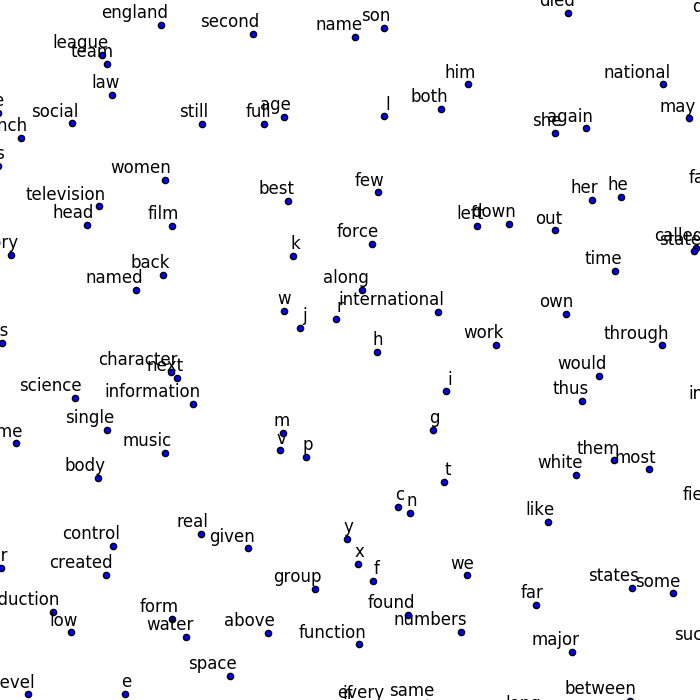 died
england
son
second
name
league
team
him
national
law
both
age
l
may
social
still
full
again
she
women
few
best
her
he
television
head
film
left
down
out
force
called
state
k
time
back
named
along
w
international
own
j
r
s
h
work
through
character
next
would
science
information
i
thus
single
m
g
music
v
p
them
most
body
white
t
c
n
like
real
y
control
given
x
created
f
we
group
states
some
form
found
far
low
water
above
function
numbers
major
space
e
every
if
same
between